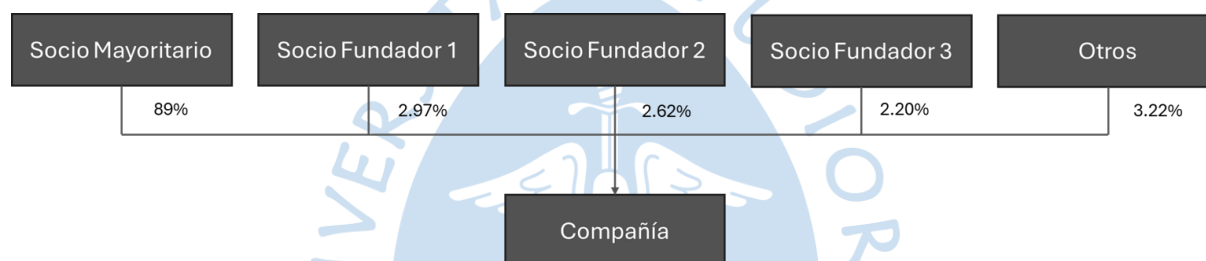 Socio Mayoritario
Socio Fundador 1
Socio Fundador 2
Socio Fundador 3
Otros
89%
2.97%
2.62%
2.20%
3.22%
Compañía